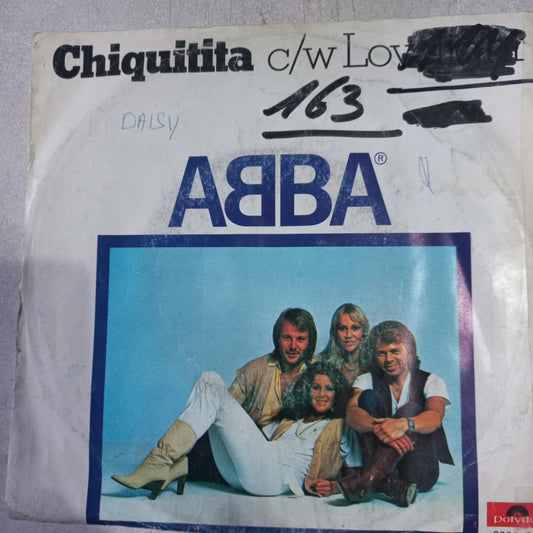 Chiquitita c/w Lov
163
DAISY
ABBA®
Polydor